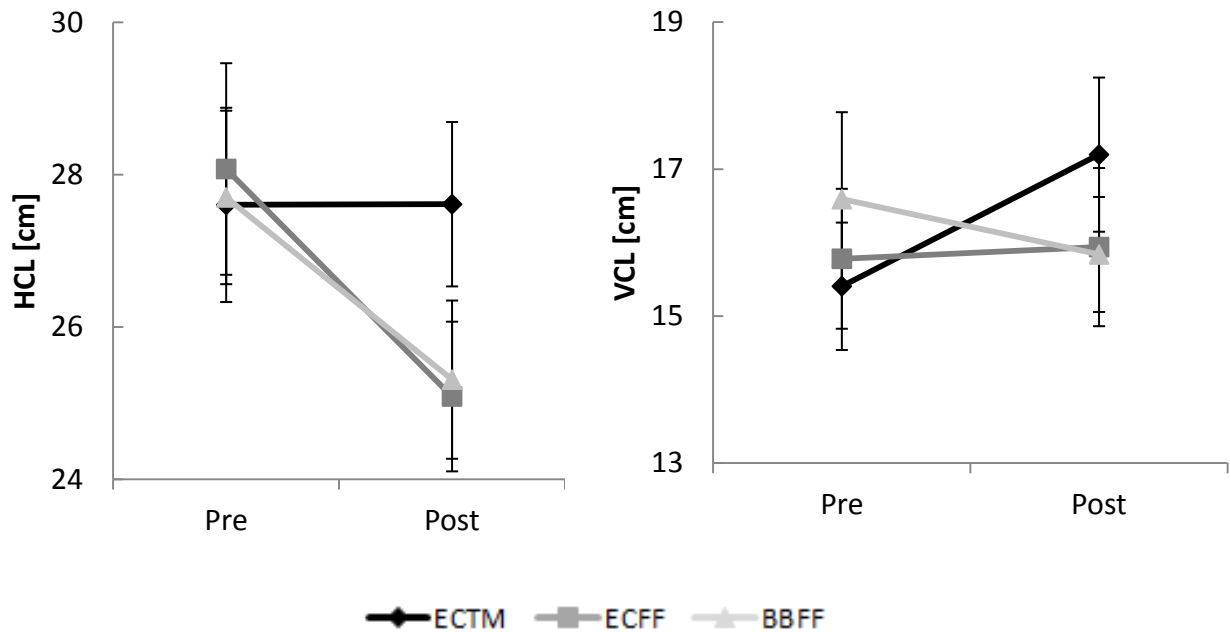 HCL [cm]
30
28
26
24
Pre Post
VCL [cm]
19
17
15
13
Pre Post
ECTM ECFF BBFF